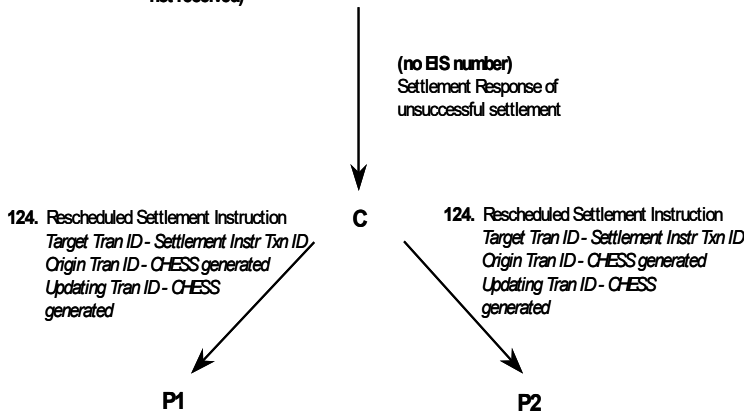 not reserved)
(no EIS number)
Settlement Response of
unsuccessful settlement
C
124. Rescheduled Settlement Instruction
Target Tran ID - Settlement Instr Txn ID
Origin Tran ID - CHESS generated
Updating Tran ID - CHESS
generated
124. Rescheduled Settlement Instruction
Target Tran ID - Settlement Instr Txn ID
Origin Tran ID - CHESS generated
Updating Tran ID - CHESS
generated
P1
P2